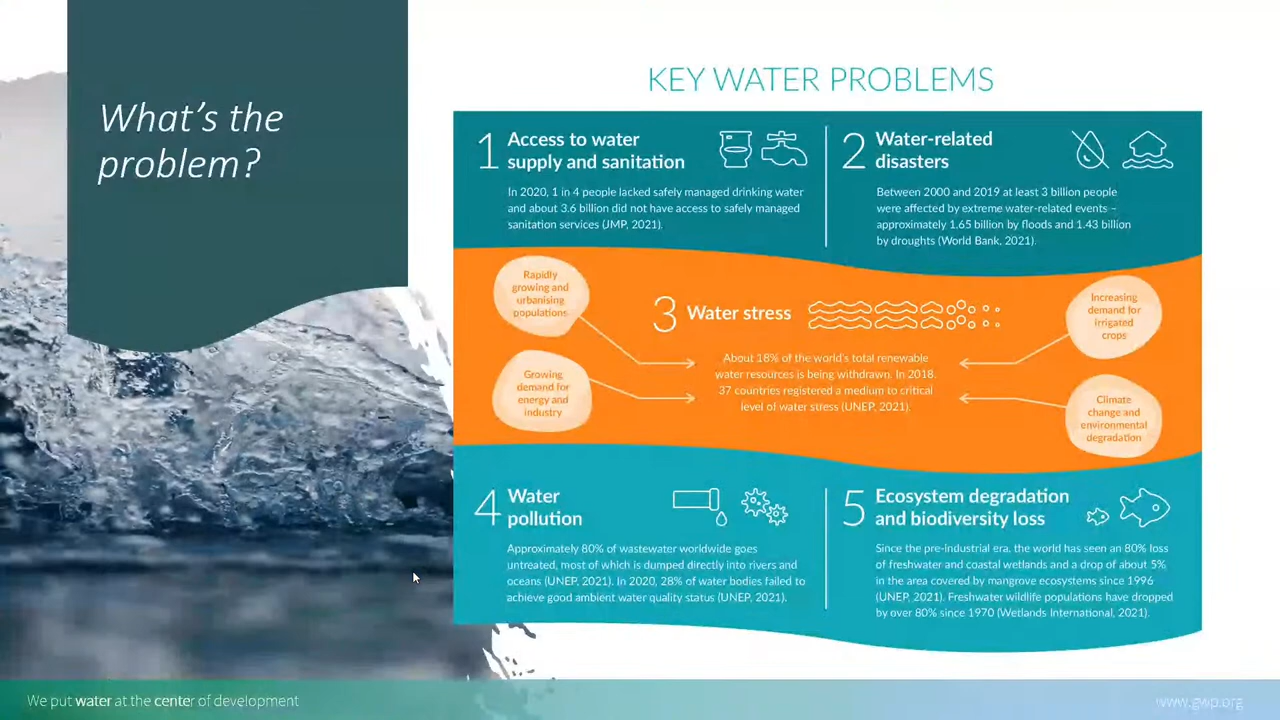 What's the
problem?
KEY WATER PROBLEMS
1 Access to water
supply and sanitation
In 2020, 1 in 4 people lacked safely managed drinking water
and about 3.6 billion did not have access to safely managed
sanitation services (JMP, 2021).
2 Water-related
disasters
Between 2000 and 2019 at least 3 billion people
were affected by extreme water-related events –
approximately 1.65 billion by floods and 1.43 billion
by droughts (World Bank, 2021).
Rapidly
growing and
urbanising
populations
Growing
demand for
energy and
industry
3 Water stress
About 18% of the world's total renewable
water resources is being withdrawn. In 2018,
37 countries registered a medium to critical
level of water stress (UNEP, 2021).
Increasing
demand for
irrigated
crops
Climate
change and
environmental
degradation
4 Water
pollution
Approximately 80% of wastewater worldwide goes
untreated, most of which is dumped directly into rivers and
oceans (UNEP, 2021). In 2020, 28% of water bodies failed to
achieve good ambient water quality status (UNEP, 2021).
5 Ecosystem degradation
and biodiversity loss
Since the pre-industrial era, the world has seen an 80% loss
of freshwater and coastal wetlands and a drop of about 5%
in the area covered by mangrove ecosystems since 1996
(UNEP, 2021). Freshwater wildlife populations have dropped
by over 80% since 1970 (Wetlands International, 2021).
We put water at the center of development
www.gwp.org